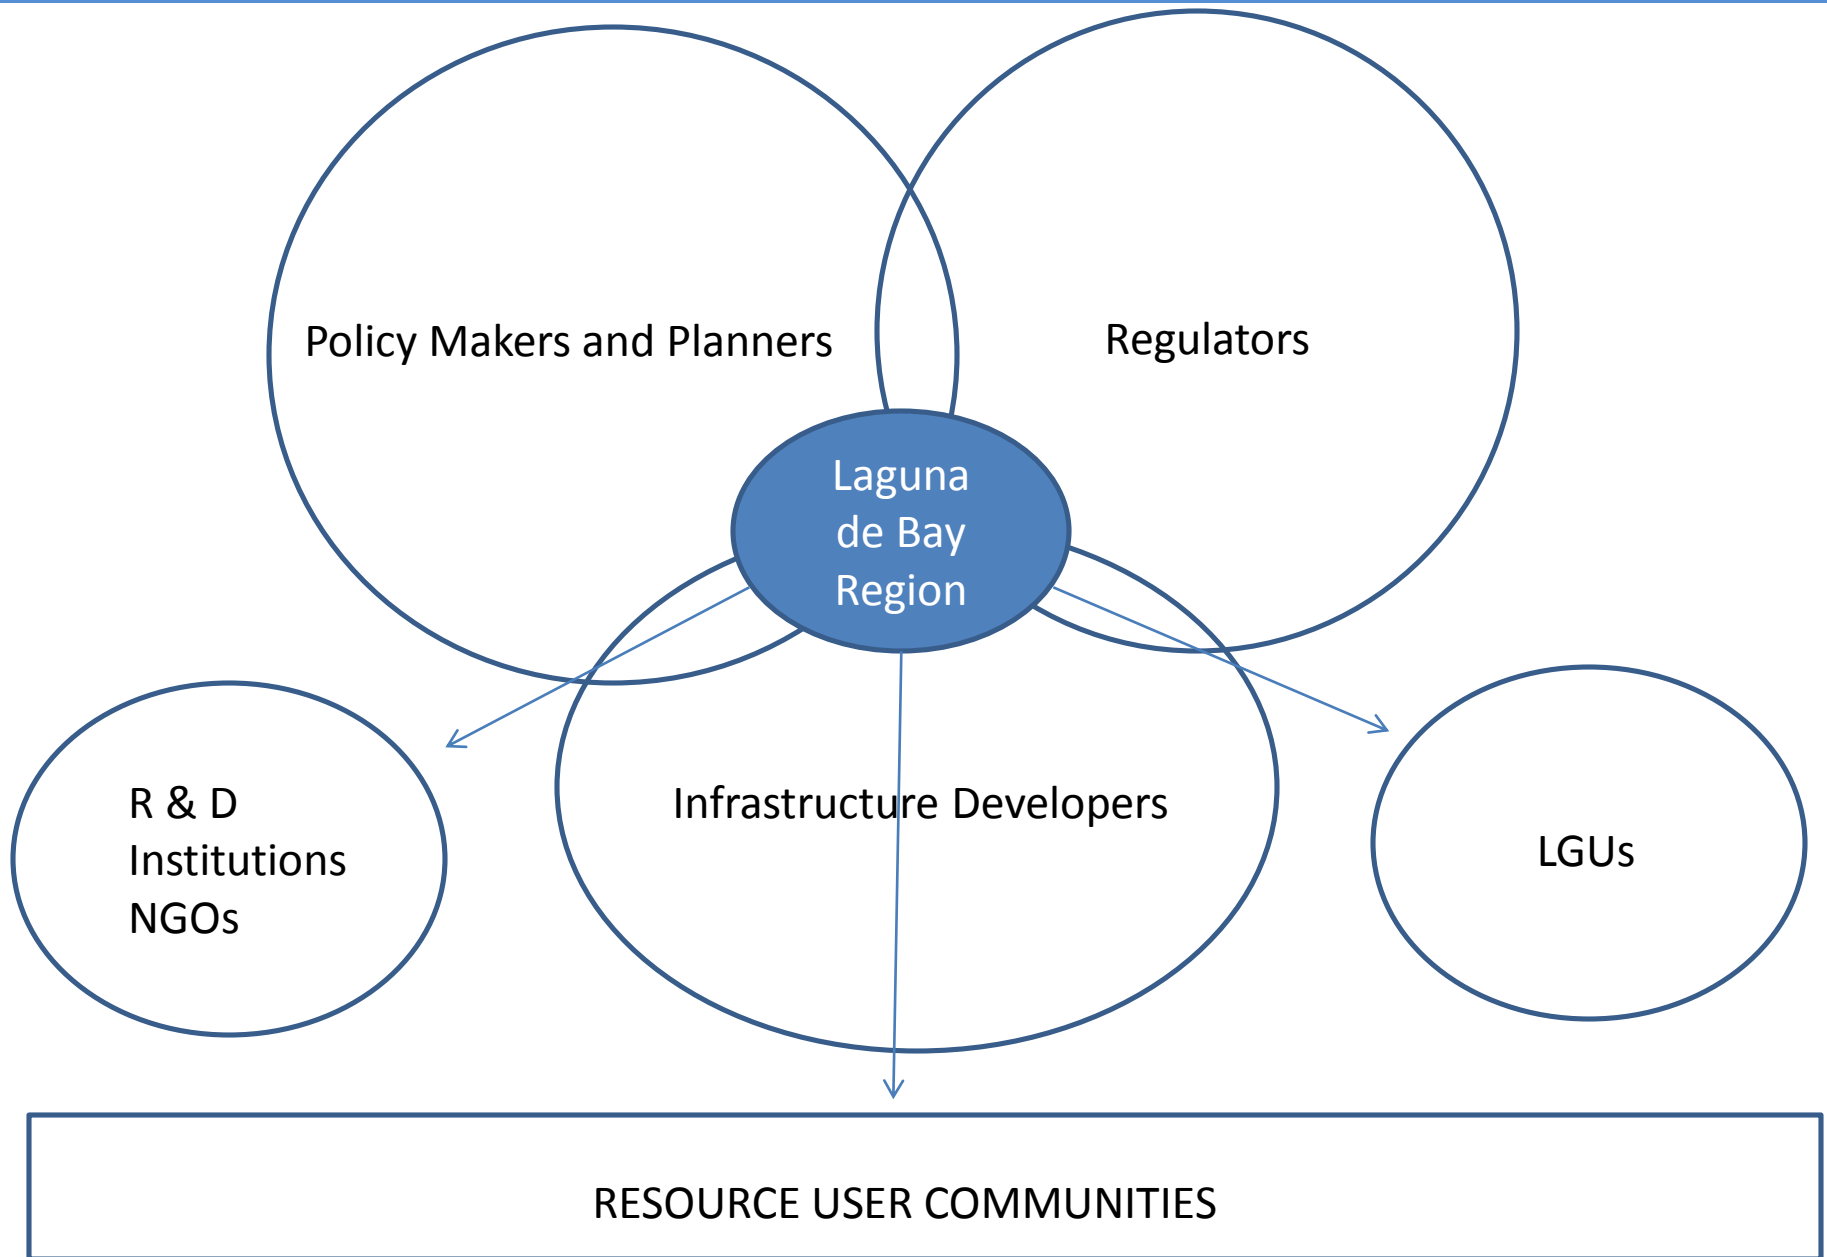 Policy Makers and Planners
Regulators
Laguna
de Bay
Region
R & D
Institutions
NGOs
Infrastructure Developers
LGUs
RESOURCE USER COMMUNITIES